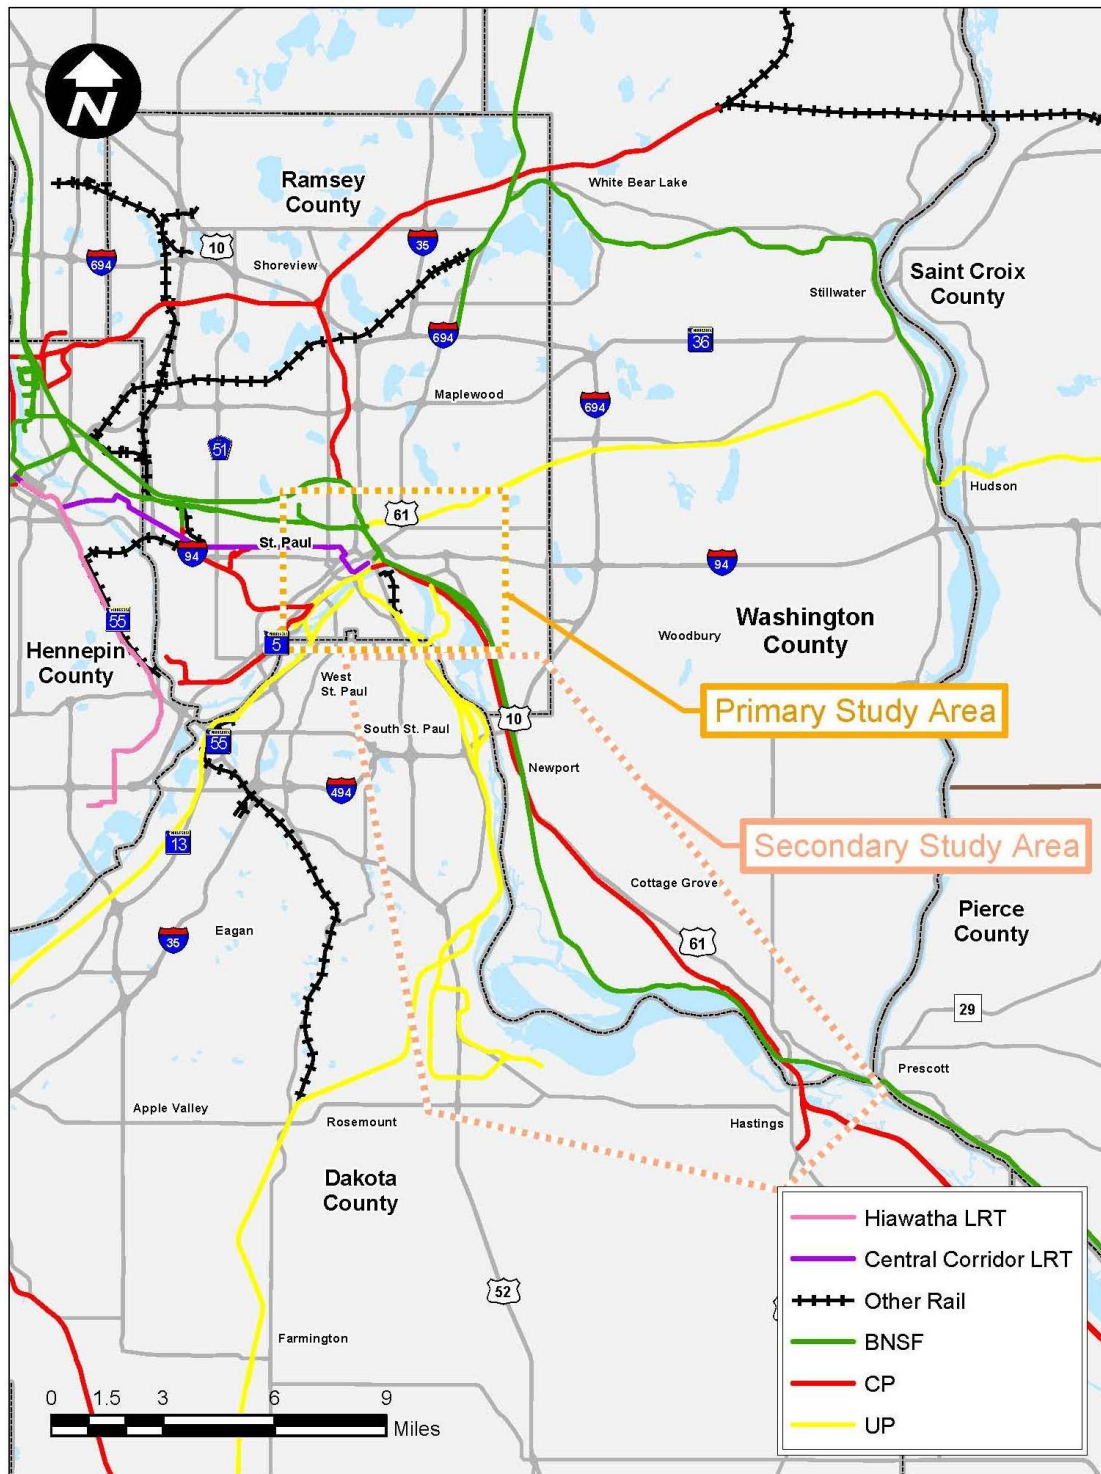 N
Ramsey
County
White Bear Lake
10
35
694
Shoreview
Saint Croix
County
Stillwater
694
36
Maplewood
694
51
61
Hudson
St. Paul
94
94
55
Washington
County
5
Woodbury
Hennepin
County
West
St. Paul
Primary Study Area
10
South St. Paul
55
Newport
494
13
Secondary Study Area
Cottage Grove
Pierce
County
Eagan
35
61
29
Prescott
Apple Valley
Rosemount
Hastings
Dakota
County
52
Farmington
Hiawatha LRT
Central Corridor LRT
Other Rail
BNSF
CP
UP
0 1.5 3 6 9
Miles